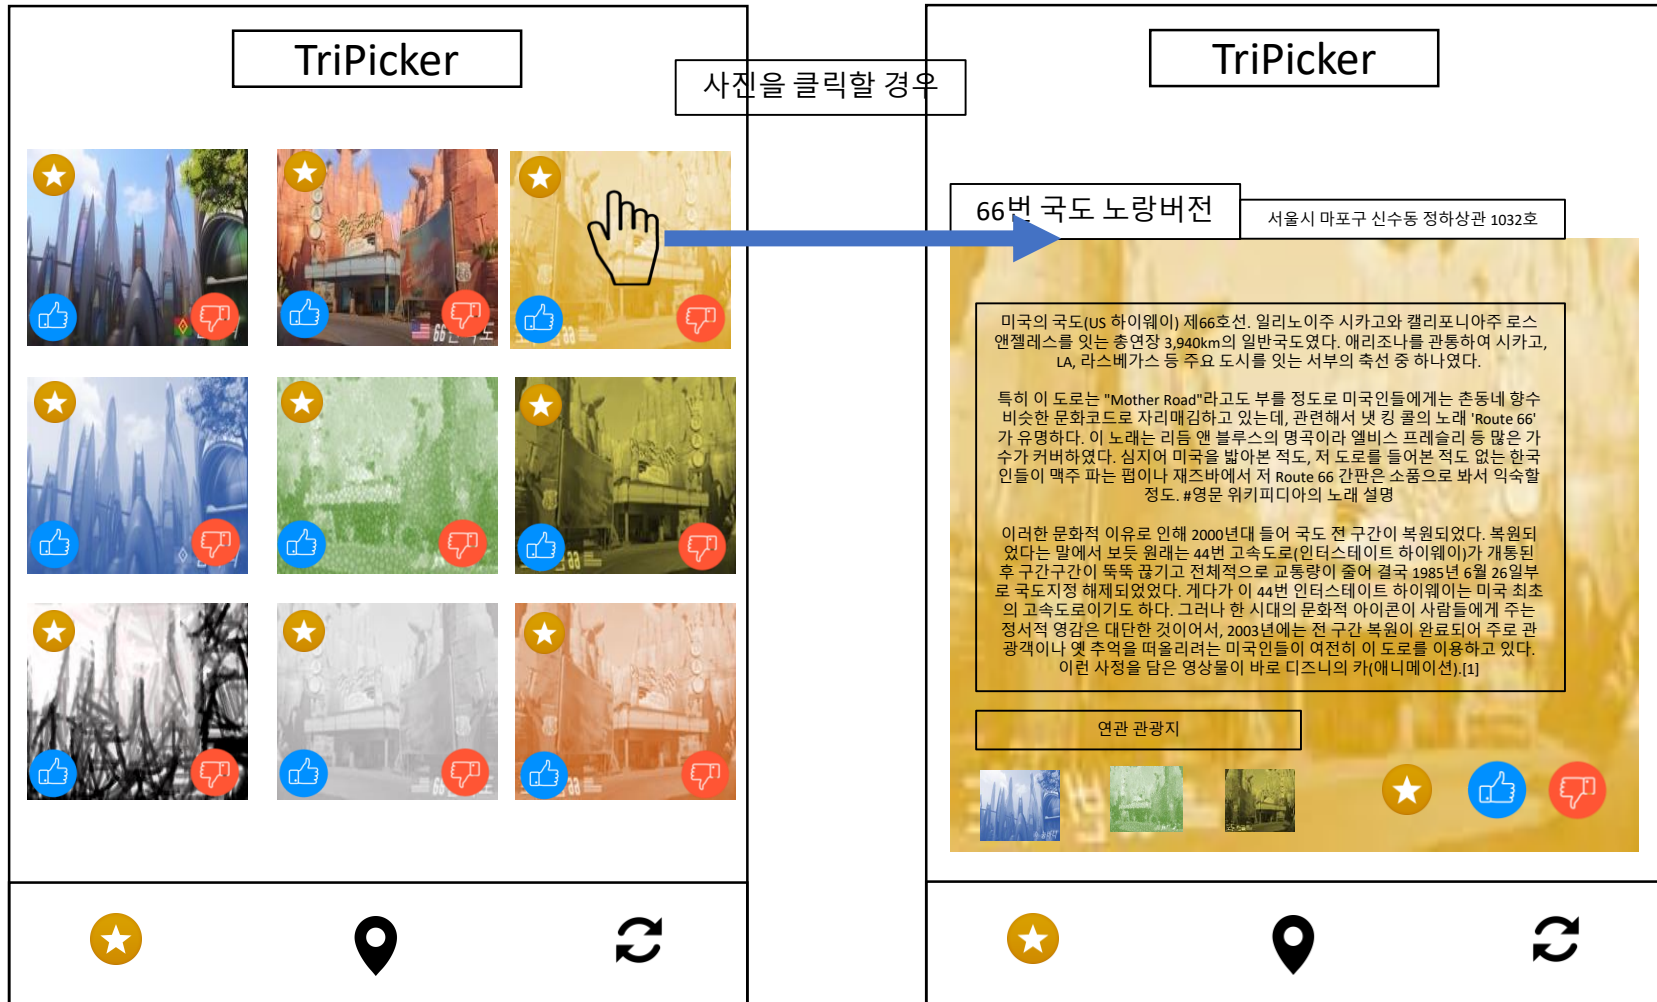 TriPicker
사진을 클릭할 경우
TriPicker
66번 국도 노랑버전
서울시 마포구 신수동 정하상관 1032호
미국의 국도(US 하이웨이) 제66호선. 일리노이주 시카고와 캘리포니아주 로스
앤젤레스를 잇는 총연장 3,940km의 일반국도였다. 애리조나를 관통하여 시카고,
LA, 라스베가스 등 주요 도시를 잇는 서부의 축선 중 하나였다.
특히 이 도로는 "Mother Road"라고도 부를 정도로 미국인들에게는 촌동네 향수
비슷한 문화코드로 자리매김하고 있는데, 관련해서 냇 킹 콜의 노래 'Route 66'
가 유명하다. 이 노래는 리듬 앤 블루스의 명곡이라 엘비스 프레슬리 등 많은 가
수가 커버하였다. 심지어 미국을 밟아본 적도, 저 도로를 들어본 적도 없는 한국
인들이 맥주 파는 펍이나 재즈바에서 저 Route 66 간판은 소품으로 봐서 익숙할
정도. #영문 위키피디아의 노래 설명
이러한 문화적 이유로 인해 2000년대 들어 국도 전 구간이 복원되었다. 복원되
었다는 말에서 보듯 원래는 44번 고속도로(인터스테이트 하이웨이)가 개통된
후 구간구간이 뚝뚝 끊기고 전체적으로 교통량이 줄어 결국 1985년 6월 26일부
로 국도지정 해제되었었다. 게다가 이 44번 인터스테이트 하이웨이는 미국 최초
의 고속도로이기도 하다. 그러나 한 시대의 문화적 아이콘이 사람들에게 주는
정서적 영감은 대단한 것이어서, 2003년에는 전 구간 복원이 완료되어 주로 관
광객이나 옛 추억을 떠올리려는 미국인들이 여전히 이 도로를 이용하고 있다.
이런 사정을 담은 영상물이 바로 디즈니의 카(애니메이션).[1]
연관 관광지